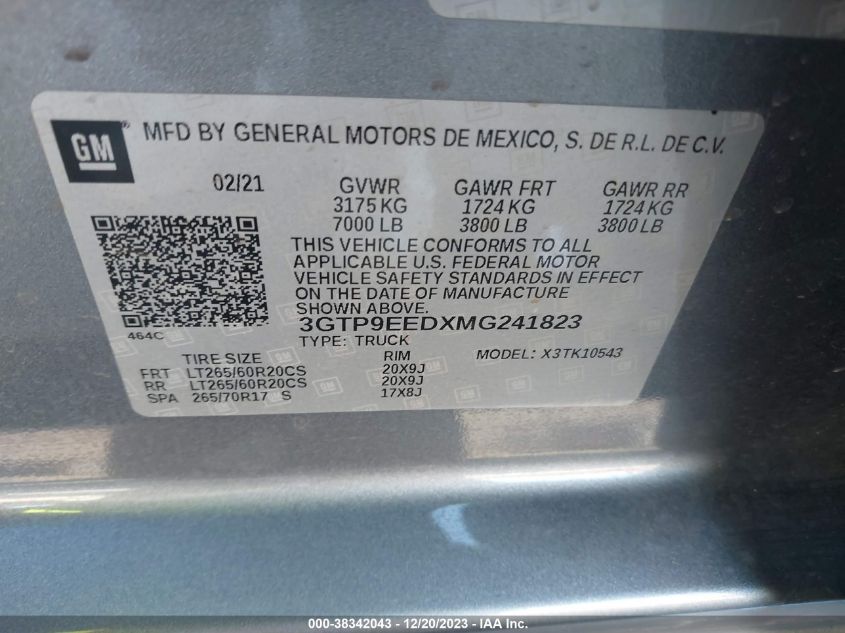 GM ® MFD BY GENERAL MOTORS DE MEXICO, S. DE R.L. DE C.V.
02/21 GVWR GAWR FRT GAWR RR
3175 KG 1724 KG 1724 KG
7000 LB 3800 LB 3800 LB
THIS VEHICLE CONFORMS TO ALL
APPLICABLE U.S. FEDERAL MOTOR
VEHICLE SAFETY STANDARDS IN EFFECT
ON THE DATE OF MANUFACTURE
SHOWN ABOVE.
3GTP9EEDXMG241823
464C
TYPE: TRUCK
TIRE SIZE RIM MODEL: X3TK10543
FRT LT265/60R20CS 20X9J
RR LT265/60R20CS 20X9J
SPA 265/70R17 S 17X8J
000-38342043 — 12/20/2023 — IAA Inc.